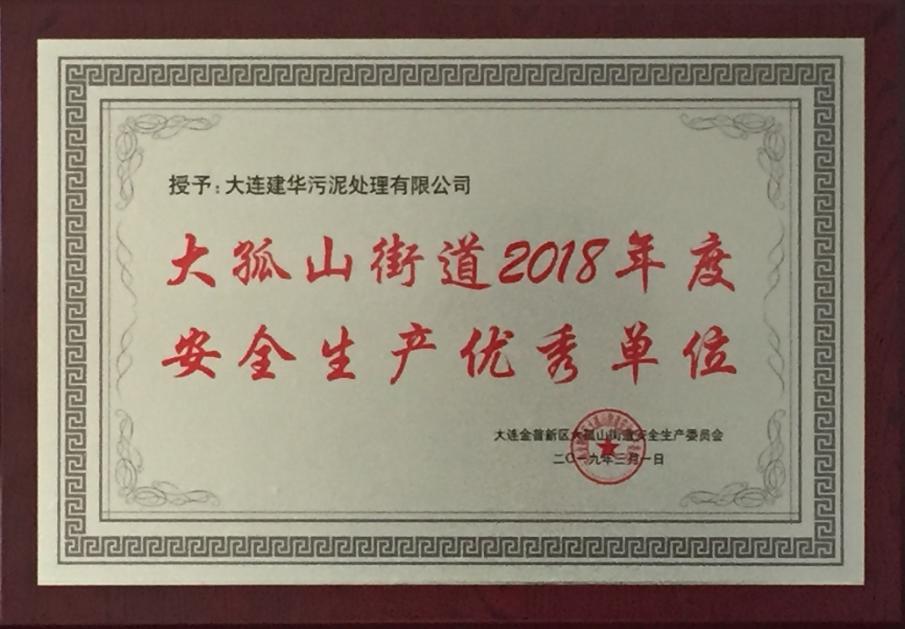 授予：大连建华污泥处理有限公司
大孤山街道2018年度
安全生产优秀单位
大连金普新区大孤山街道安全生产委员会
二〇一九年三月一日